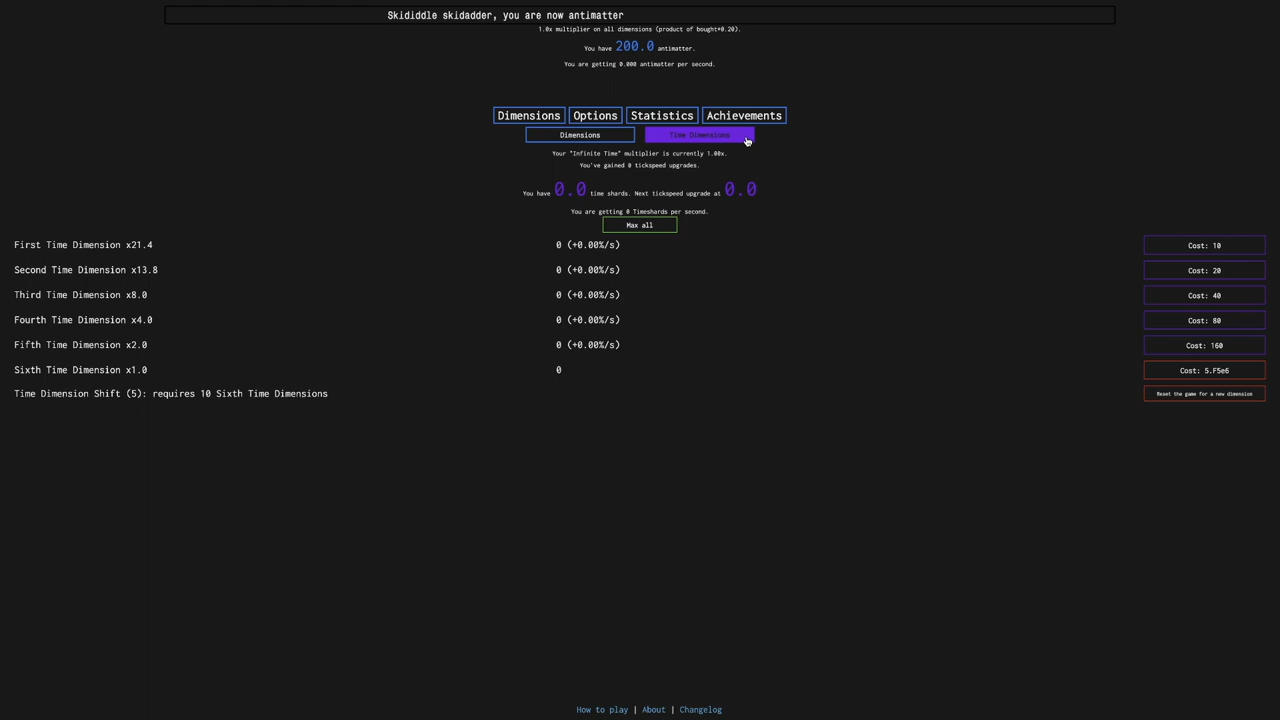 Skididdle skidadder, you are now antimatter
1.0x multiplier on all dimensions (product of bought*0.20).
You have 200.0 antimatter.
You are getting 0.000 antimatter per second.
Dimensions Options Statistics Achievements
Dimensions Time Dimensions
Your "Infinite Time" multiplier is currently 1.00x.
You've gained 0 tickspeed upgrades.
You have 0.0 time shards. Next tickspeed upgrade at 0.0
You are getting 0 Timeshards per second.
Max all
First Time Dimension x21.4 0 (+0.00%/s) Cost: 10
Second Time Dimension x13.8 0 (+0.00%/s) Cost: 20
Third Time Dimension x8.0 0 (+0.00%/s) Cost: 40
Fourth Time Dimension x4.0 0 (+0.00%/s) Cost: 80
Fifth Time Dimension x2.0 0 (+0.00%/s) Cost: 160
Sixth Time Dimension x1.0 0 Cost: 5.F5e6
Time Dimension Shift (5): requires 10 Sixth Time Dimensions Reset the game for a new dimension
How to play | About | Changelog